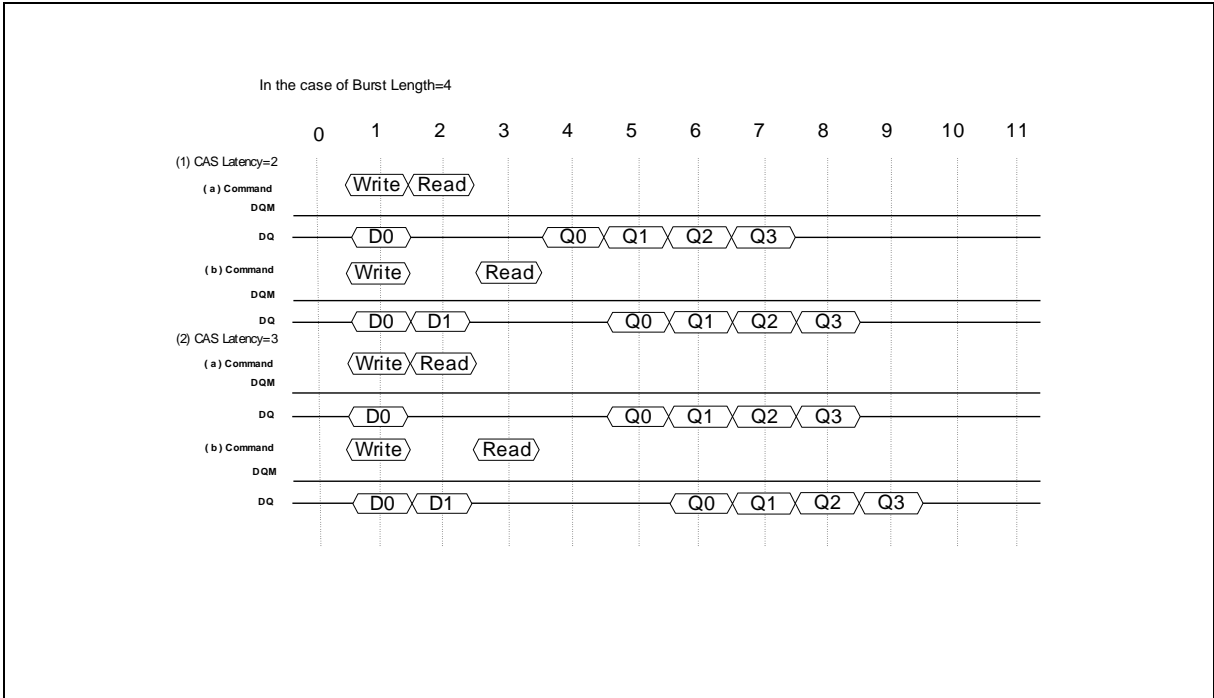 In the case of Burst Length=4
0 1 2 3 4 5 6 7 8 9 10 11
(1) CAS Latency=2
( a ) Command Write Read
DQM
DQ D0 Q0 Q1 Q2 Q3
( b ) Command Write Read
DQM
DQ D0 D1 Q0 Q1 Q2 Q3
(2) CAS Latency=3
( a ) Command Write Read
DQM
DQ D0 Q0 Q1 Q2 Q3
( b ) Command Write Read
DQM
DQ D0 D1 Q0 Q1 Q2 Q3